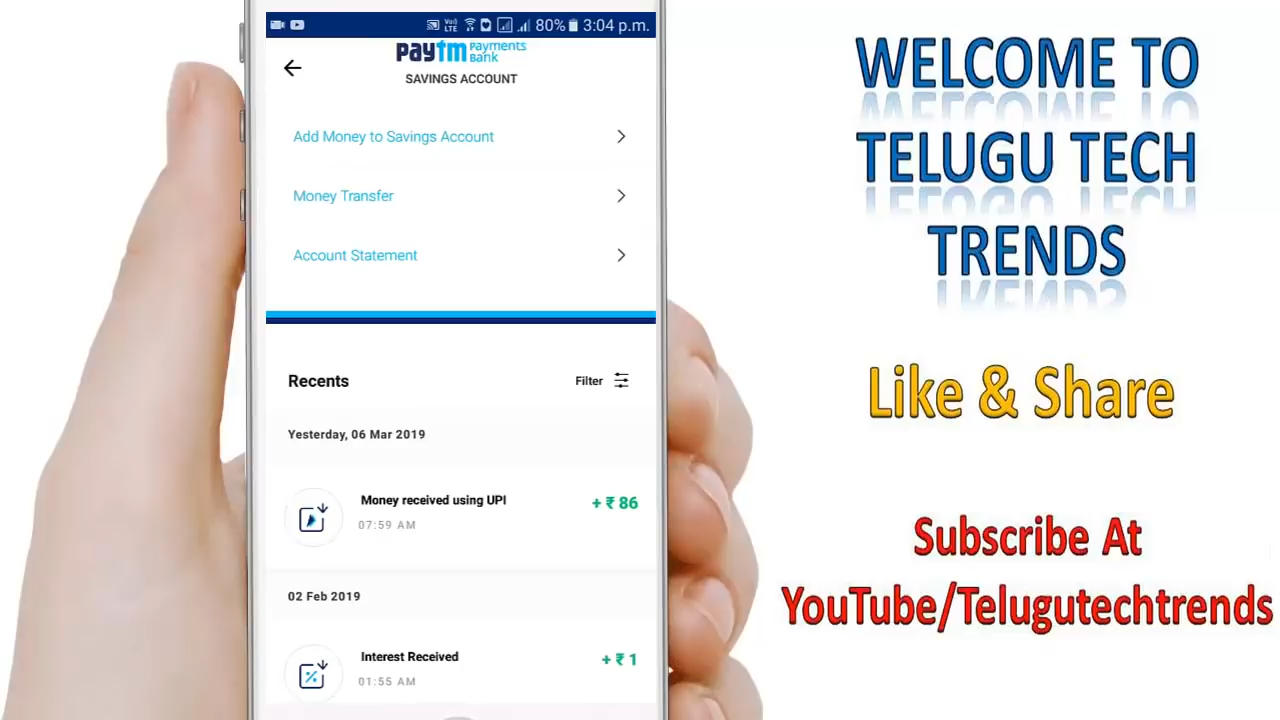 Vo)) LTE 80% 3:04 p.m.
paytm Payments Bank
SAVINGS ACCOUNT
Add Money to Savings Account
Money Transfer
Account Statement
Recents
Filter
Yesterday, 06 Mar 2019
Money received using UPI
+ ₹ 86
07:59 AM
02 Feb 2019
Interest Received
+ ₹ 1
01:55 AM
WELCOME TO
TELUGU TECH
TRENDS
Like & Share
Subscribe At
YouTube/Telugutechtrends